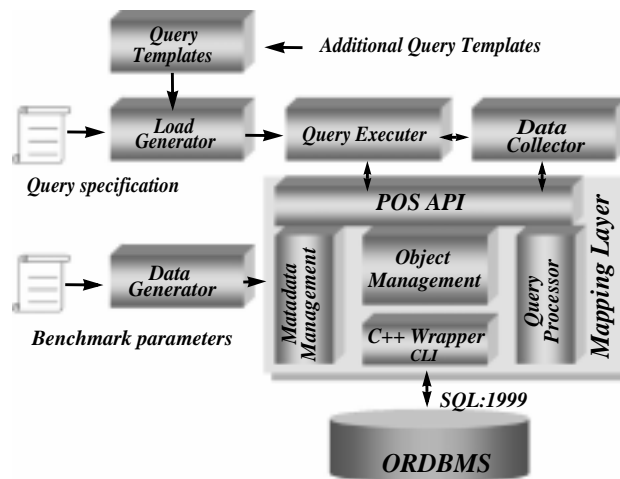 Query
Templates
Additional Query Templates
Load
Generator
Query Executer
Data
Collector
Query specification
POS API
Matadata
Management
Object
Management
Query
Processor
Mapping Layer
Data
Generator
C++ Wrapper
CLI
Benchmark parameters
SQL:1999
ORDBMS